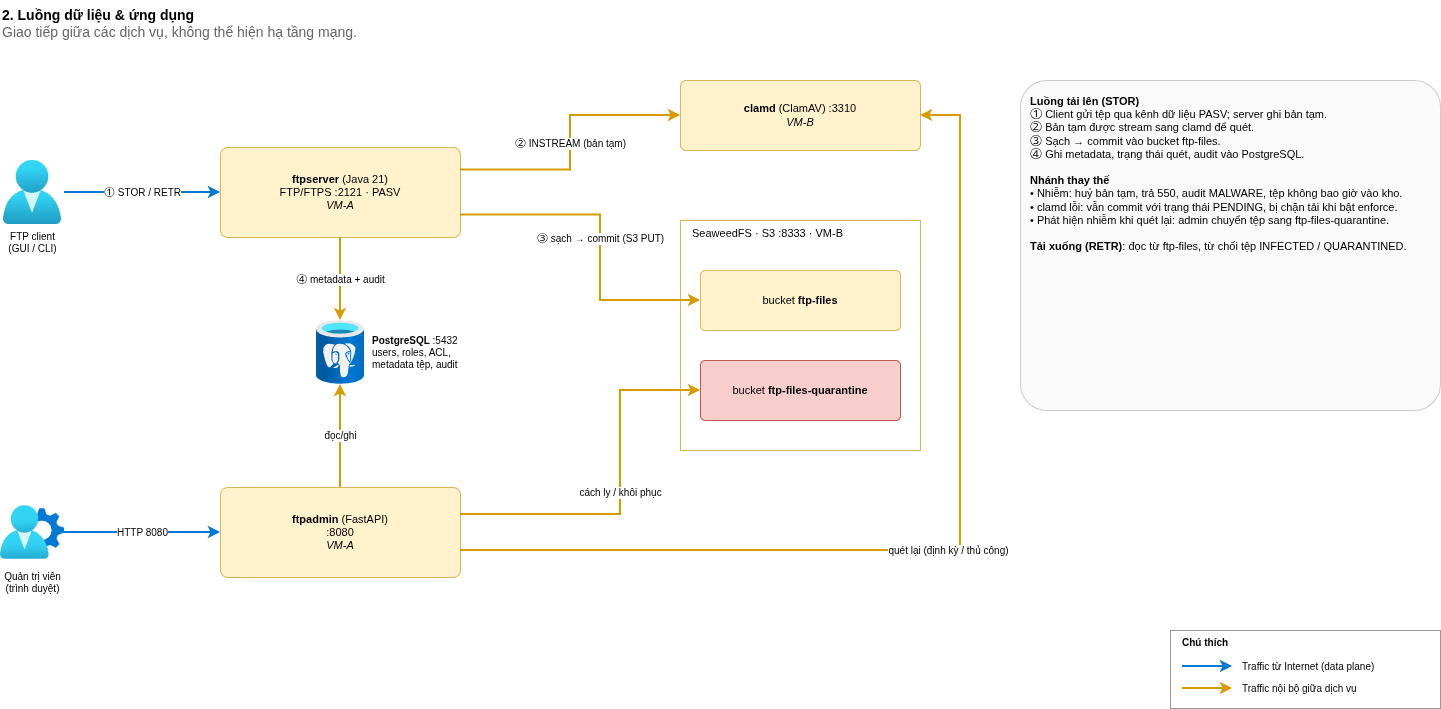 2. Luồng dữ liệu & ứng dụng
Giao tiếp giữa các dịch vụ, không thể hiện hạ tầng mạng.
clamd (ClamAV) :3310
VM-B
Luồng tải lên (STOR)
① Client gửi tệp qua kênh dữ liệu PASV; server ghi bản tạm.
② Bản tạm được stream sang clamd để quét.
③ Sạch → commit vào bucket ftp-files.
④ Ghi metadata, trạng thái quét, audit vào PostgreSQL.
Nhánh thay thế
• Nhiễm: huỷ bản tạm, trả 550, audit MALWARE, tệp không bao giờ vào kho.
• clamd lỗi: vẫn commit với trạng thái PENDING, bị chặn tải khi bật enforce.
• Phát hiện nhiễm khi quét lại: admin chuyển tệp sang ftp-files-quarantine.
Tải xuống (RETR): đọc từ ftp-files, từ chối tệp INFECTED / QUARANTINED.
② INSTREAM (bản tạm)
ftpserver (Java 21)
FTP/FTPS :2121 · PASV
VM-A
① STOR / RETR
FTP client
(GUI / CLI)
③ sạch → commit (S3 PUT)
SeaweedFS · S3 :8333 · VM-B
bucket ftp-files
bucket ftp-files-quarantine
④ metadata + audit
PostgreSQL :5432
users, roles, ACL,
metadata tệp, audit
đọc/ghi
cách ly / khôi phục
ftpadmin (FastAPI)
:8080
VM-A
HTTP 8080
Quản trị viên
(trình duyệt)
quét lại (định kỳ / thủ công)
Chú thích
Traffic từ Internet (data plane)
Traffic nội bộ giữa dịch vụ